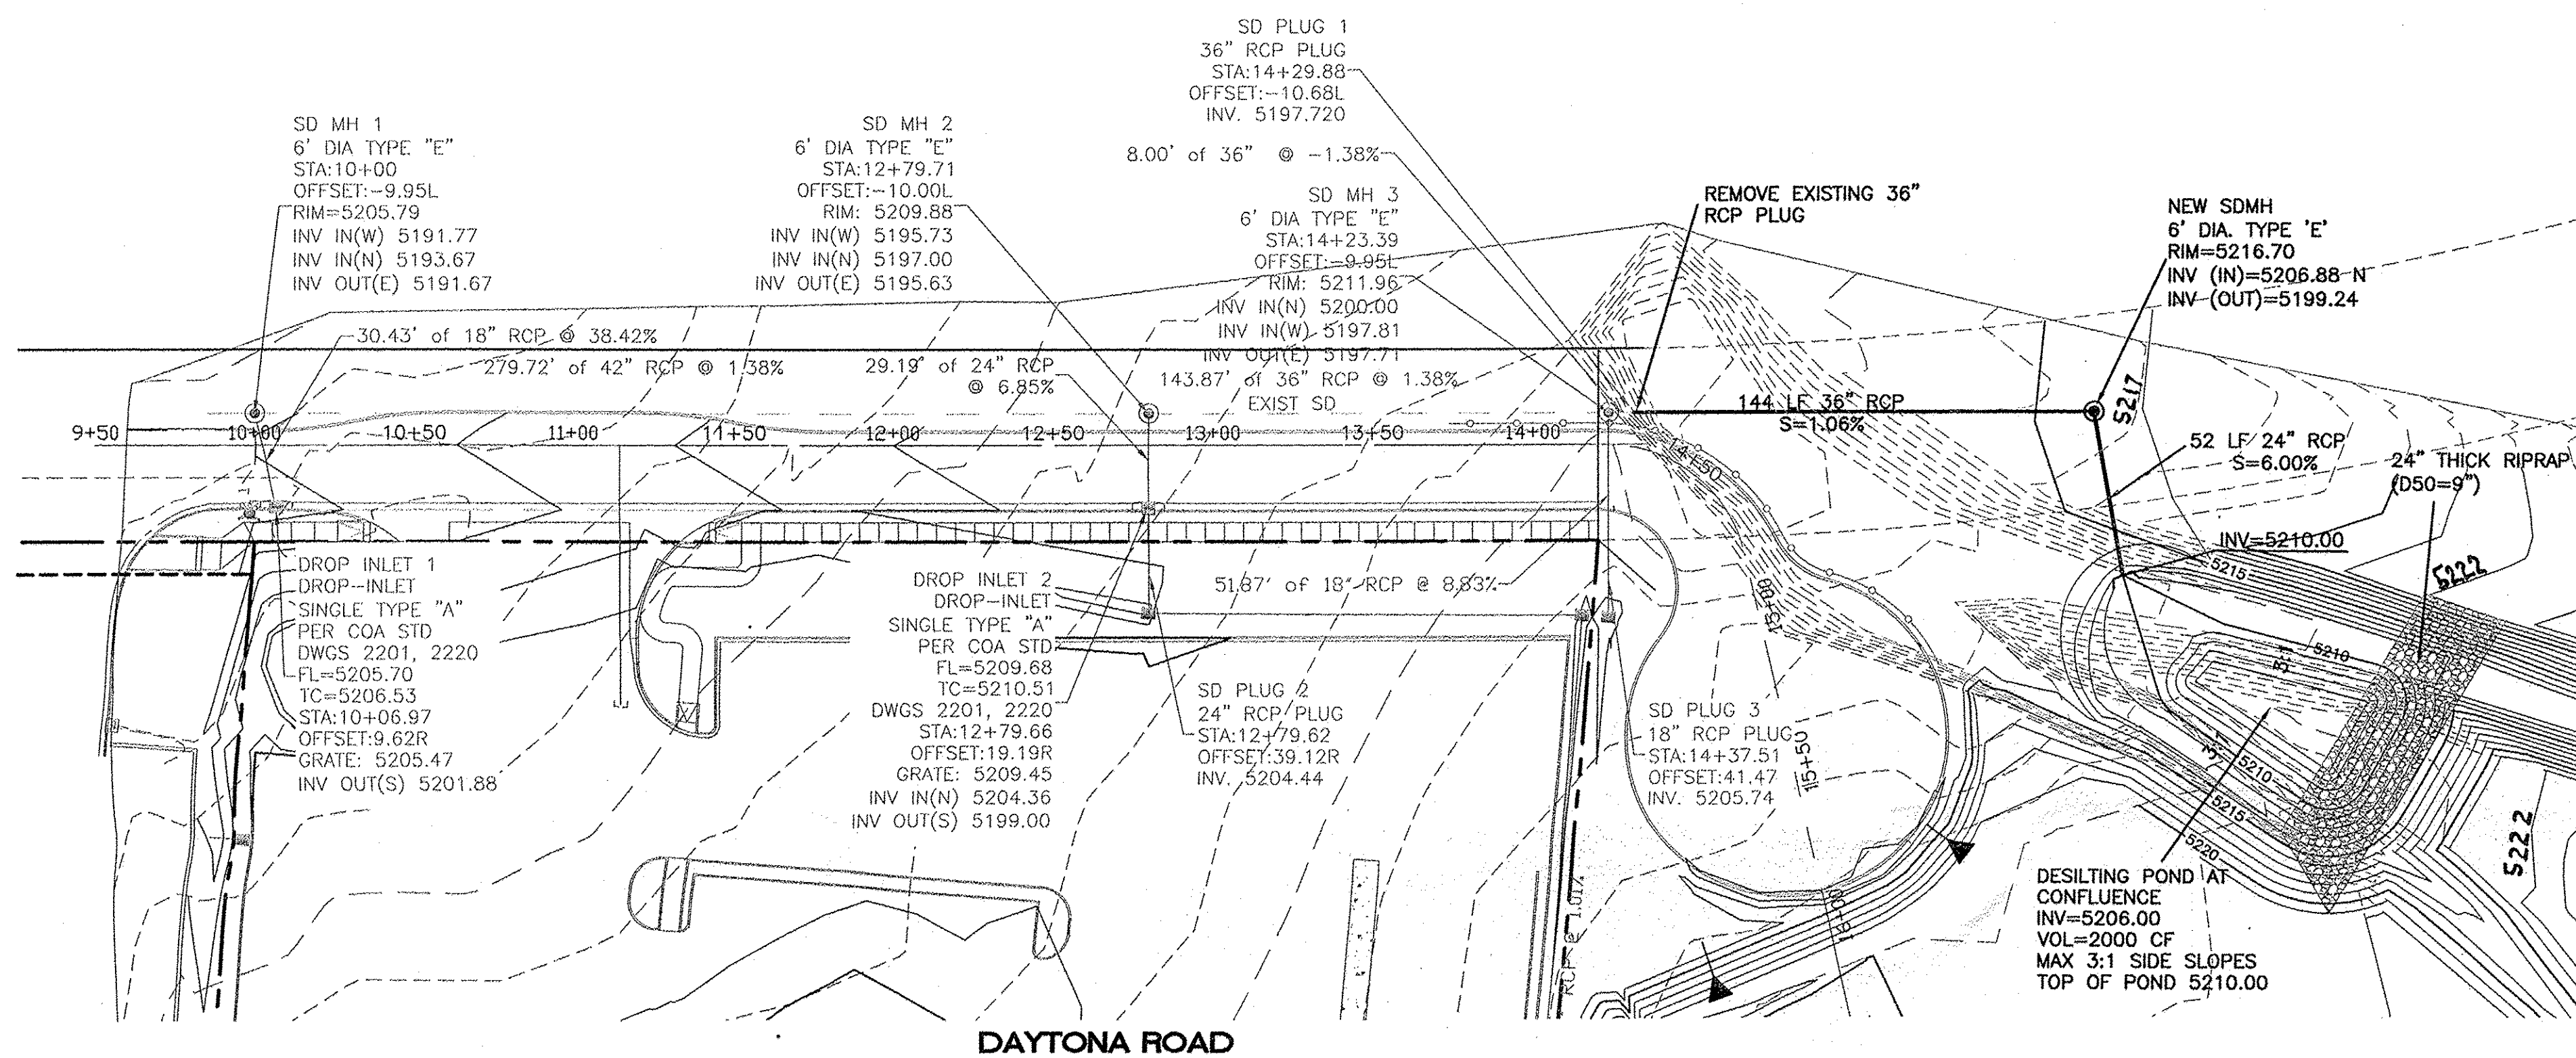 SD PLUG 1
36" RCP PLUG
STA:14+29.88
OFFSET:-10.68L
INV. 5197.720
8.00' of 36" @ -1.38%
SD MH 1
6' DIA TYPE "E"
STA:10+00
OFFSET:-9.95L
RIM=5205.79
INV IN(W) 5191.77
INV IN(N) 5193.67
INV OUT(E) 5191.67
SD MH 2
6' DIA TYPE "E"
STA:12+79.71
OFFSET:-10.00L
RIM: 5209.88
INV IN(W) 5195.73
INV IN(N) 5197.00
INV OUT(E) 5195.63
SD MH 3
6' DIA TYPE "E"
STA:14+23.39
OFFSET:-9.95L
RIM: 5211.96
INV IN(N) 5200.00
INV IN(W) 5197.81
INV OUT(E) 5197.71
REMOVE EXISTING 36"
RCP PLUG
NEW SDMH
6' DIA. TYPE 'E'
RIM=5216.70
INV (IN)=5206.88 N
INV (OUT)=5199.24
30.43' of 18" RCP @ 38.42%
279.72' of 42" RCP @ 1.38%
29.19' of 24" RCP
@ 6.85%
143.87' of 36" RCP @ 1.38%
EXIST SD
144 LF 36" RCP
S=1.06%
5217
9+50
10+00
10+50
11+00
11+50
12+00
12+50
13+00
13+50
14+00
14+50
15+00
15+50
16+00
52 LF 24" RCP
S=6.00%
24" THICK RIPRAP
(D50=9")
INV=5210.00
5215
5222
5210
3:1
5210
3:1
5215
5220
5222
DROP INLET 1
DROP-INLET
SINGLE TYPE "A"
PER COA STD
DWGS 2201, 2220
FL=5205.70
TC=5206.53
STA:10+06.97
OFFSET:9.62R
GRATE: 5205.47
INV OUT(S) 5201.88
DROP INLET 2
DROP-INLET
SINGLE TYPE "A"
PER COA STD
FL=5209.68
TC=5210.51
DWGS 2201, 2220
STA:12+79.66
OFFSET:19.19R
GRATE: 5209.45
INV IN(N) 5204.36
INV OUT(S) 5199.00
51.87' of 18" RCP @ 8.83%
SD PLUG 2
24" RCP PLUG
STA:12+79.62
OFFSET:39.12R
INV. 5204.44
SD PLUG 3
18" RCP PLUG
STA:14+37.51
OFFSET:41.47
INV. 5205.74
DESILTING POND AT
CONFLUENCE
INV=5206.00
VOL=2000 CF
MAX 3:1 SIDE SLOPES
TOP OF POND 5210.00
RCP @ 1.01%
DAYTONA ROAD